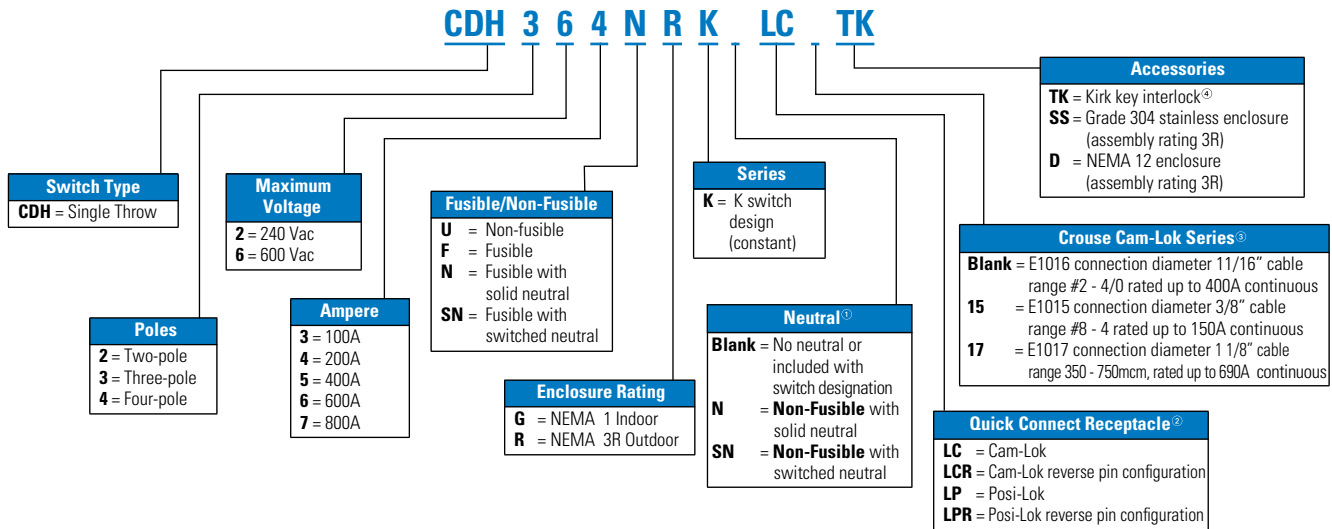 CDH 3 6 4 N R K LC TK
Switch Type
CDH = Single Throw
Poles
2 = Two-pole
3 = Three-pole
4 = Four-pole
Maximum
Voltage
2 = 240 Vac
6 = 600 Vac
Ampere
3 = 100A
4 = 200A
5 = 400A
6 = 600A
7 = 800A
Fusible/Non-Fusible
U = Non-fusible
F = Fusible
N = Fusible with
solid neutral
SN = Fusible with
switched neutral
Enclosure Rating
G = NEMA 1 Indoor
R = NEMA 3R Outdoor
Series
K = K switch
design
(constant)
Neutral①
Blank = No neutral or
included with
switch designation
N = Non-Fusible with
solid neutral
SN = Non-Fusible with
switched neutral
Quick Connect Receptacle②
LC = Cam-Lok
LCR = Cam-Lok reverse pin configuration
LP = Posi-Lok
LPR = Posi-Lok reverse pin configuration
Crouse Cam-Lok Series③
Blank = E1016 connection diameter 11/16” cable
range #2 - 4/0 rated up to 400A continuous
15 = E1015 connection diameter 3/8” cable
range #8 - 4 rated up to 150A continuous
17 = E1017 connection diameter 1 1/8” cable
range 350 - 750mcm, rated up to 690A continuous
Accessories
TK = Kirk key interlock④
SS = Grade 304 stainless enclosure
(assembly rating 3R)
D = NEMA 12 enclosure
(assembly rating 3R)